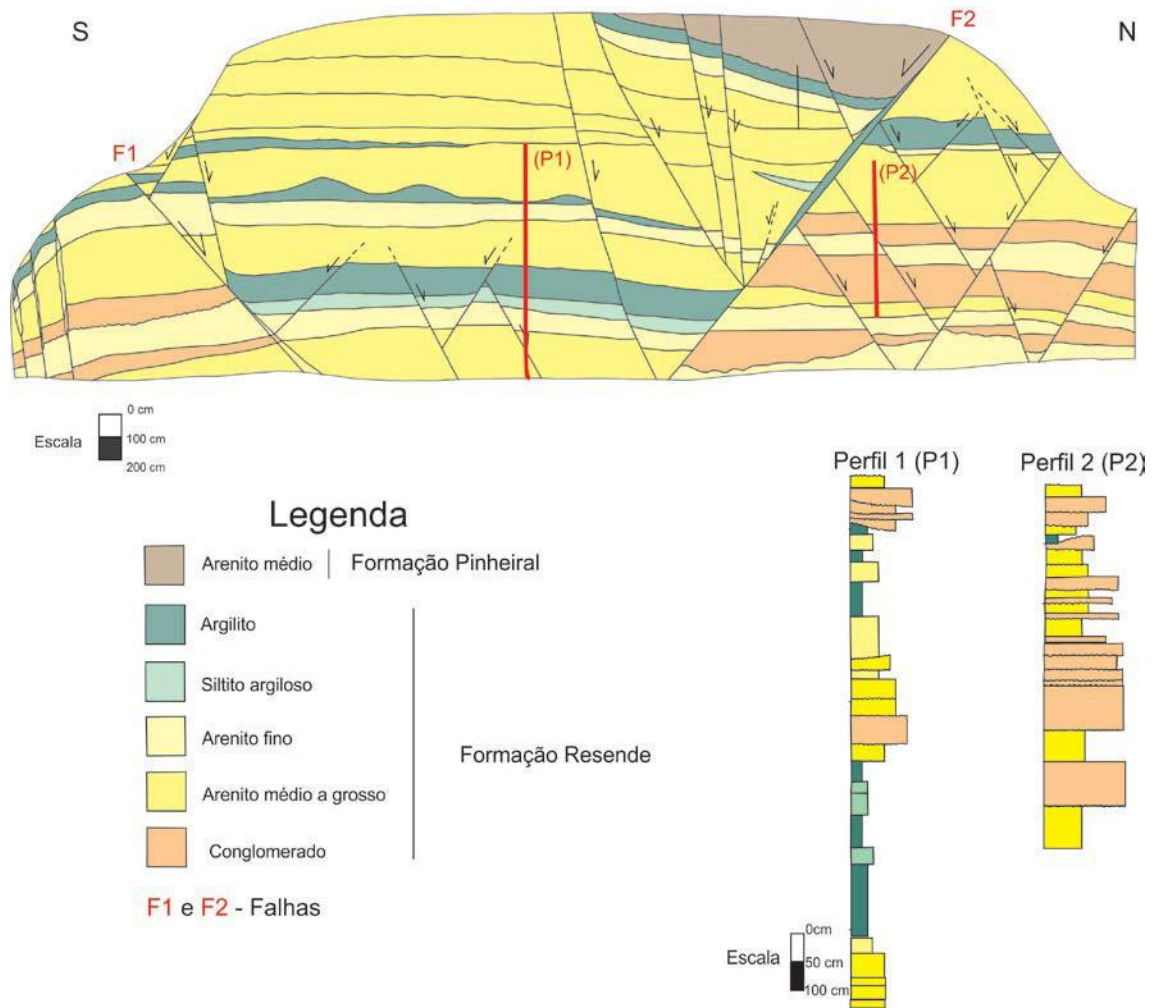 S
F2
N
F1
(P1)
(P2)
Escala
0 cm
100 cm
200 cm
Perfil 1 (P1)
Perfil 2 (P2)
Legenda
Arenito médio
Formação Pinheiral
Argilito
Siltito argiloso
Arenito fino
Formação Resende
Arenito médio a grosso
Conglomerado
F1 e F2 - Falhas
Escala
0cm
50 cm
100 cm